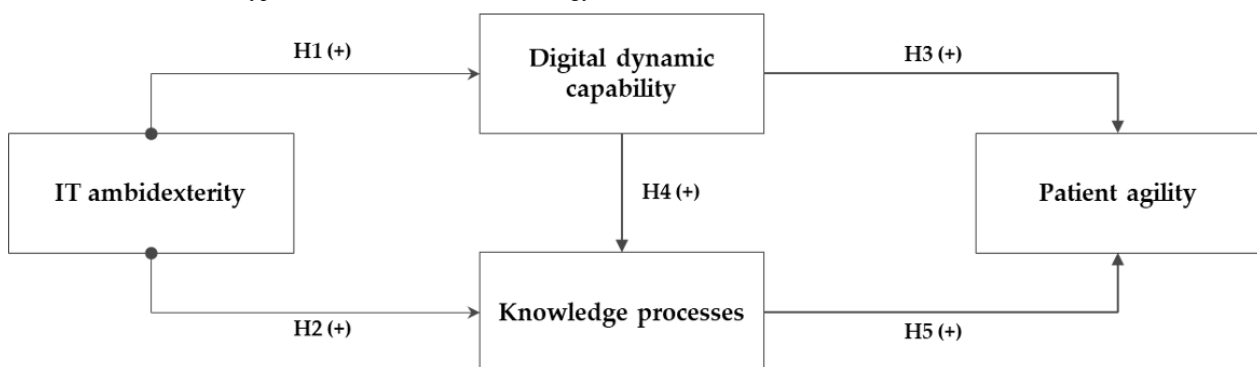 H1 (+)
Digital dynamic
capability
H3 (+)
IT ambidexterity
H4 (+)
Patient agility
Knowledge processes
H2 (+)
H5 (+)